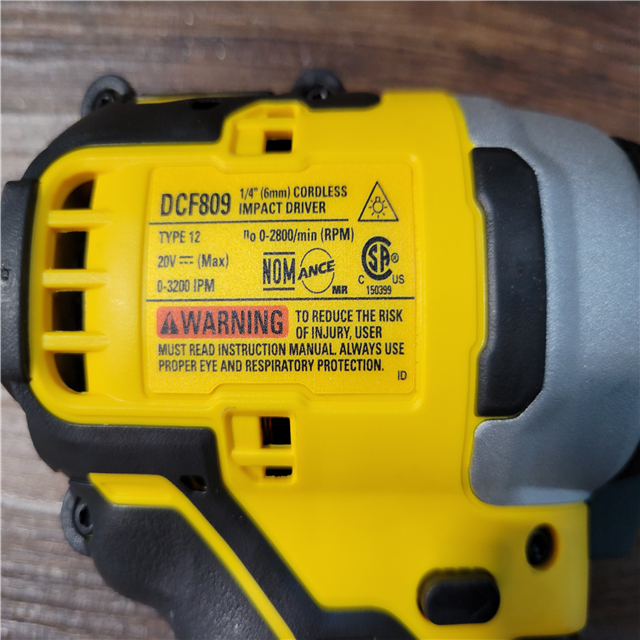 DCF809 1/4" (6mm) CORDLESS
IMPACT DRIVER
TYPE 12 n0 0-2800/min (RPM)
20V ⎓ (Max)
0-3200 IPM
NOM ANCE MR
C SA ® US
150399
WARNING TO REDUCE THE RISK
OF INJURY, USER
MUST READ INSTRUCTION MANUAL. ALWAYS USE
PROPER EYE AND RESPIRATORY PROTECTION.
ID